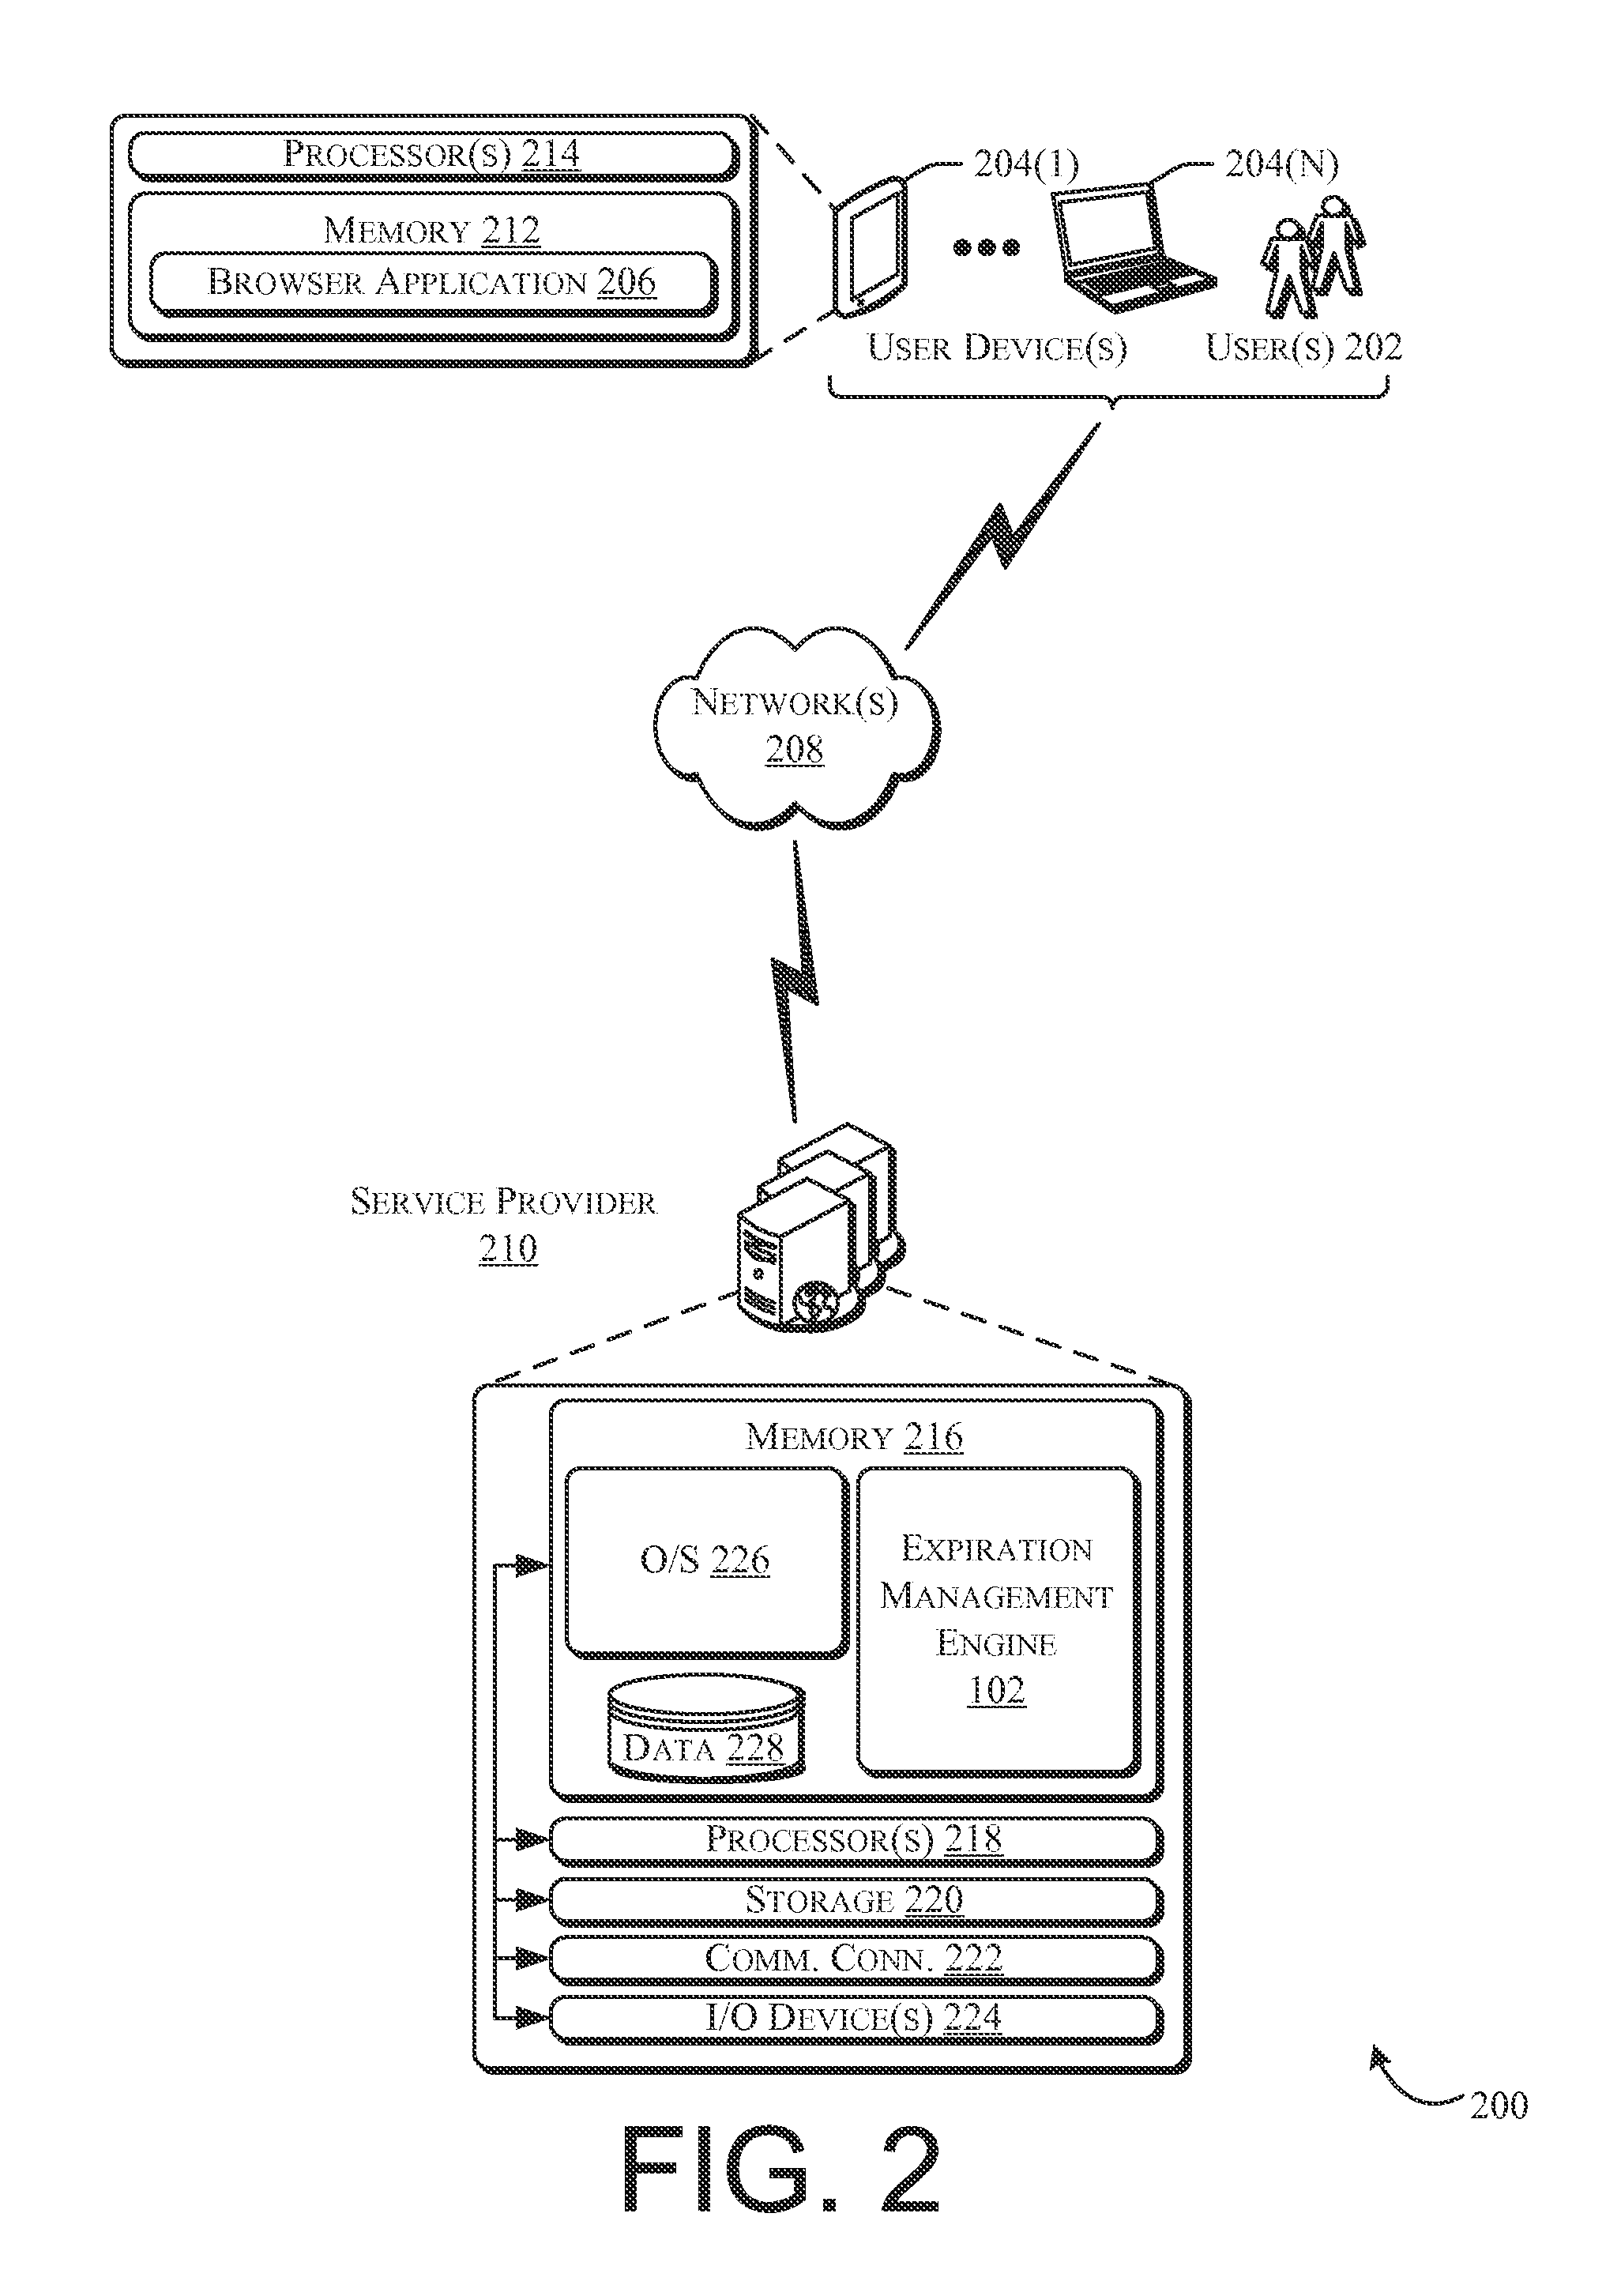 PROCESSOR(S) 214
MEMORY 212
BROWSER APPLICATION 206
204(1)
204(N)
USER DEVICE(S)
USER(S) 202
NETWORK(S)
208
SERVICE PROVIDER
210
MEMORY 216
O/S 226
EXPIRATION
MANAGEMENT
ENGINE
102
DATA 228
PROCESSOR(S) 218
STORAGE 220
COMM. CONN. 222
I/O DEVICE(S) 224
200
FIG. 2